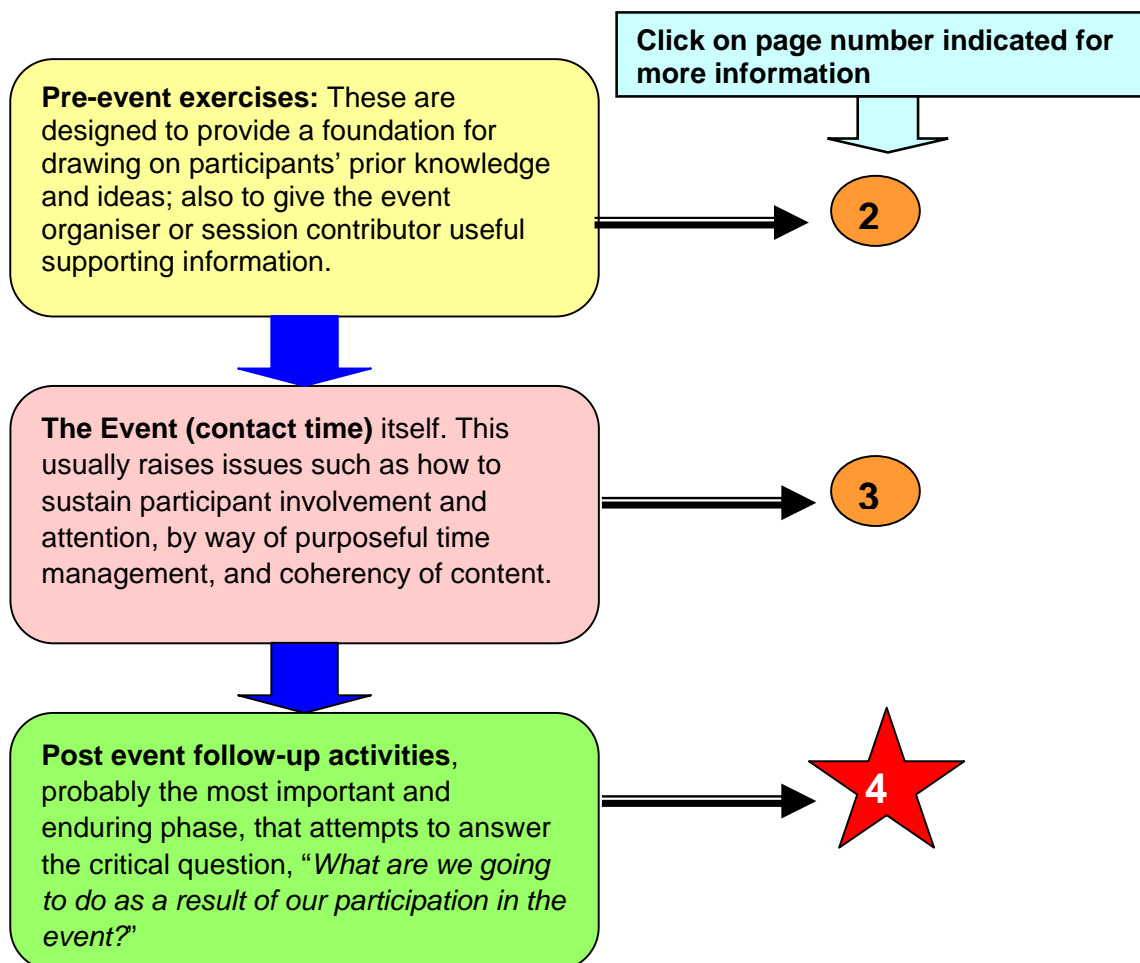 Click on page number indicated for
more information
Pre-event exercises: These are
designed to provide a foundation for
drawing on participants’ prior knowledge
and ideas; also to give the event
organiser or session contributor useful
supporting information.
2
The Event (contact time) itself. This
usually raises issues such as how to
sustain participant involvement and
attention, by way of purposeful time
management, and coherency of content.
3
Post event follow-up activities,
probably the most important and
enduring phase, that attempts to answer
the critical question, “What are we going
to do as a result of our participation in the
event?”
4